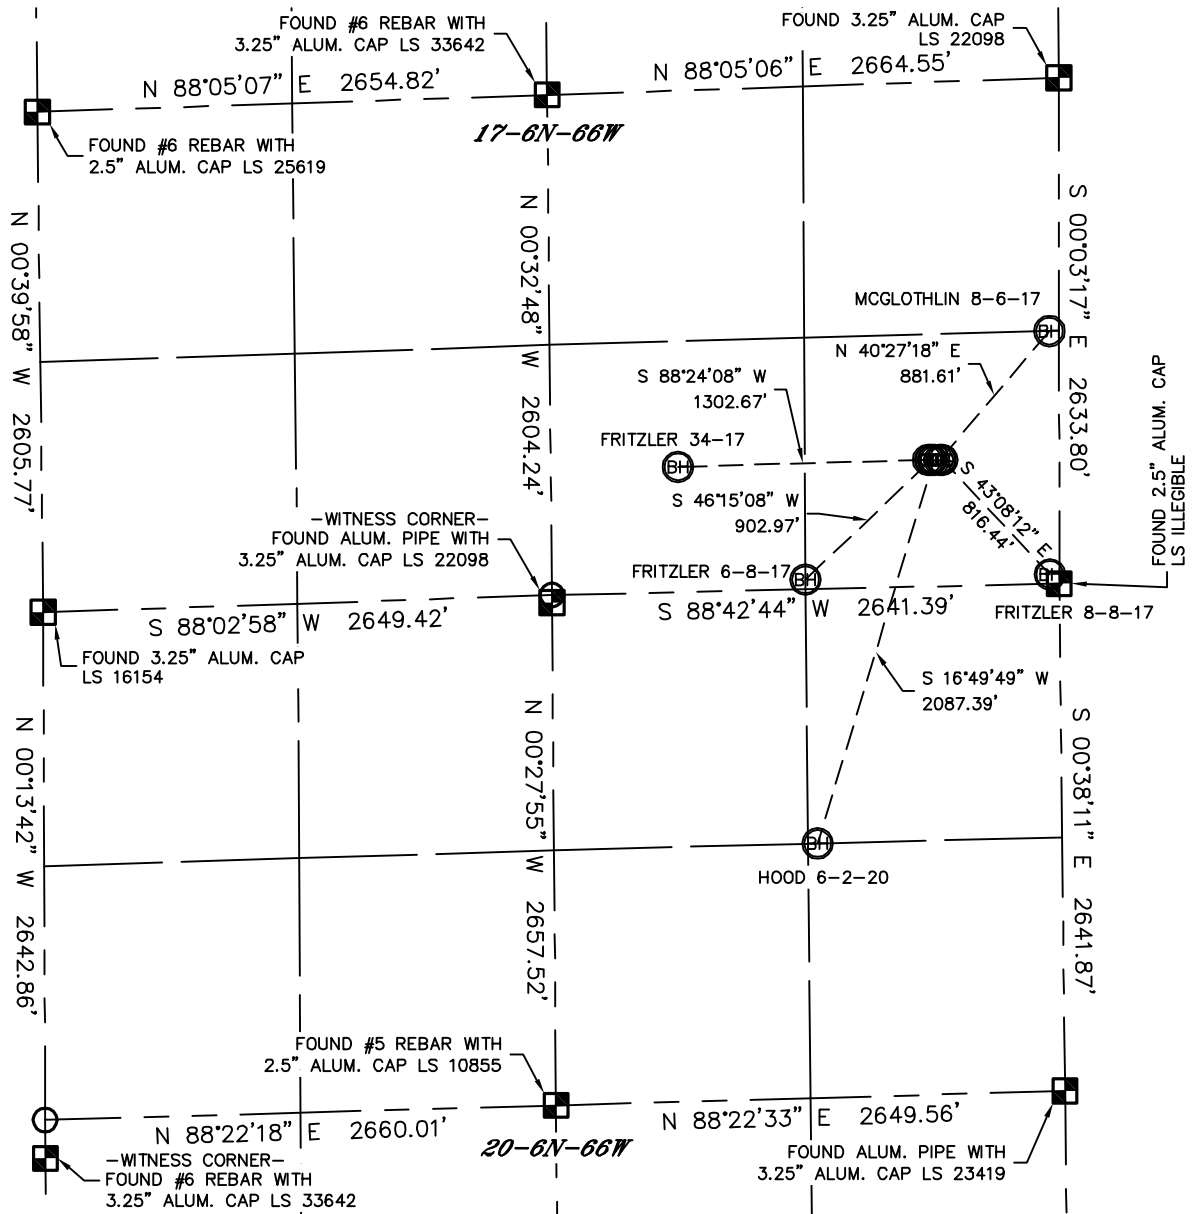 FOUND #6 REBAR WITH
3.25" ALUM. CAP LS 33642
FOUND 3.25" ALUM. CAP
LS 22098
N 88°05'07" E 2654.82'
N 88°05'06" E 2664.55'
17-6N-66W
FOUND #6 REBAR WITH
2.5" ALUM. CAP LS 25619
N 00°39'58" W 2605.77'
N 00°32'48" W 2604.24'
S 00°03'17" E 2633.80'
MCGLOTHLIN 8-6-17
BH
N 40°27'18" E
881.61'
S 88°24'08" W
1302.67'
FRITZLER 34-17
BH
S 46°15'08" W
902.97'
S 43°08'12" E
816.44'
FOUND 2.5" ALUM. CAP
LS ILLEGIBLE
-WITNESS CORNER-
FOUND ALUM. PIPE WITH
3.25" ALUM. CAP LS 22098
FRITZLER 6-8-17
BH
BH
FRITZLER 8-8-17
S 88°02'58" W 2649.42'
S 88°42'44" W 2641.39'
FOUND 3.25" ALUM. CAP
LS 16154
S 16°49'49" W
2087.39'
N 00°13'42" W 2642.86'
N 00°27'55" W 2657.52'
S 00°38'11" E 2641.87'
BH
HOOD 6-2-20
FOUND #5 REBAR WITH
2.5" ALUM. CAP LS 10855
N 88°22'18" E 2660.01'
N 88°22'33" E 2649.56'
20-6N-66W
-WITNESS CORNER-
FOUND #6 REBAR WITH
3.25" ALUM. CAP LS 33642
FOUND ALUM. PIPE WITH
3.25" ALUM. CAP LS 23419